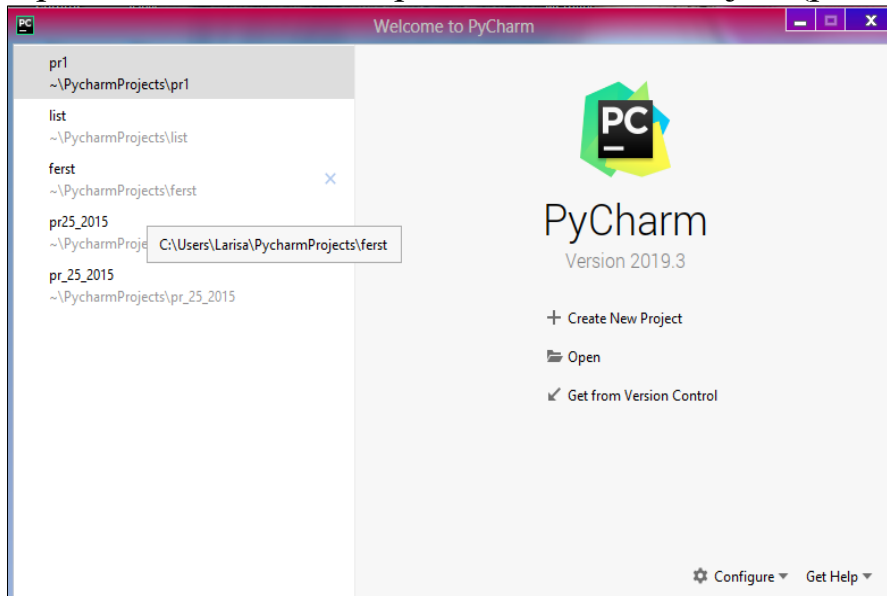 Welcome to PyCharm
pr1
~\PycharmProjects\pr1
list
~\PycharmProjects\list
ferst
~\PycharmProjects\ferst
pr25_2015
~\PycharmProje
C:\Users\Larisa\PycharmProjects\ferst
pr_25_2015
~\PycharmProjects\pr_25_2015
PC
PyCharm
Version 2019.3
Create New Project
Open
Get from Version Control
Configure
Get Help